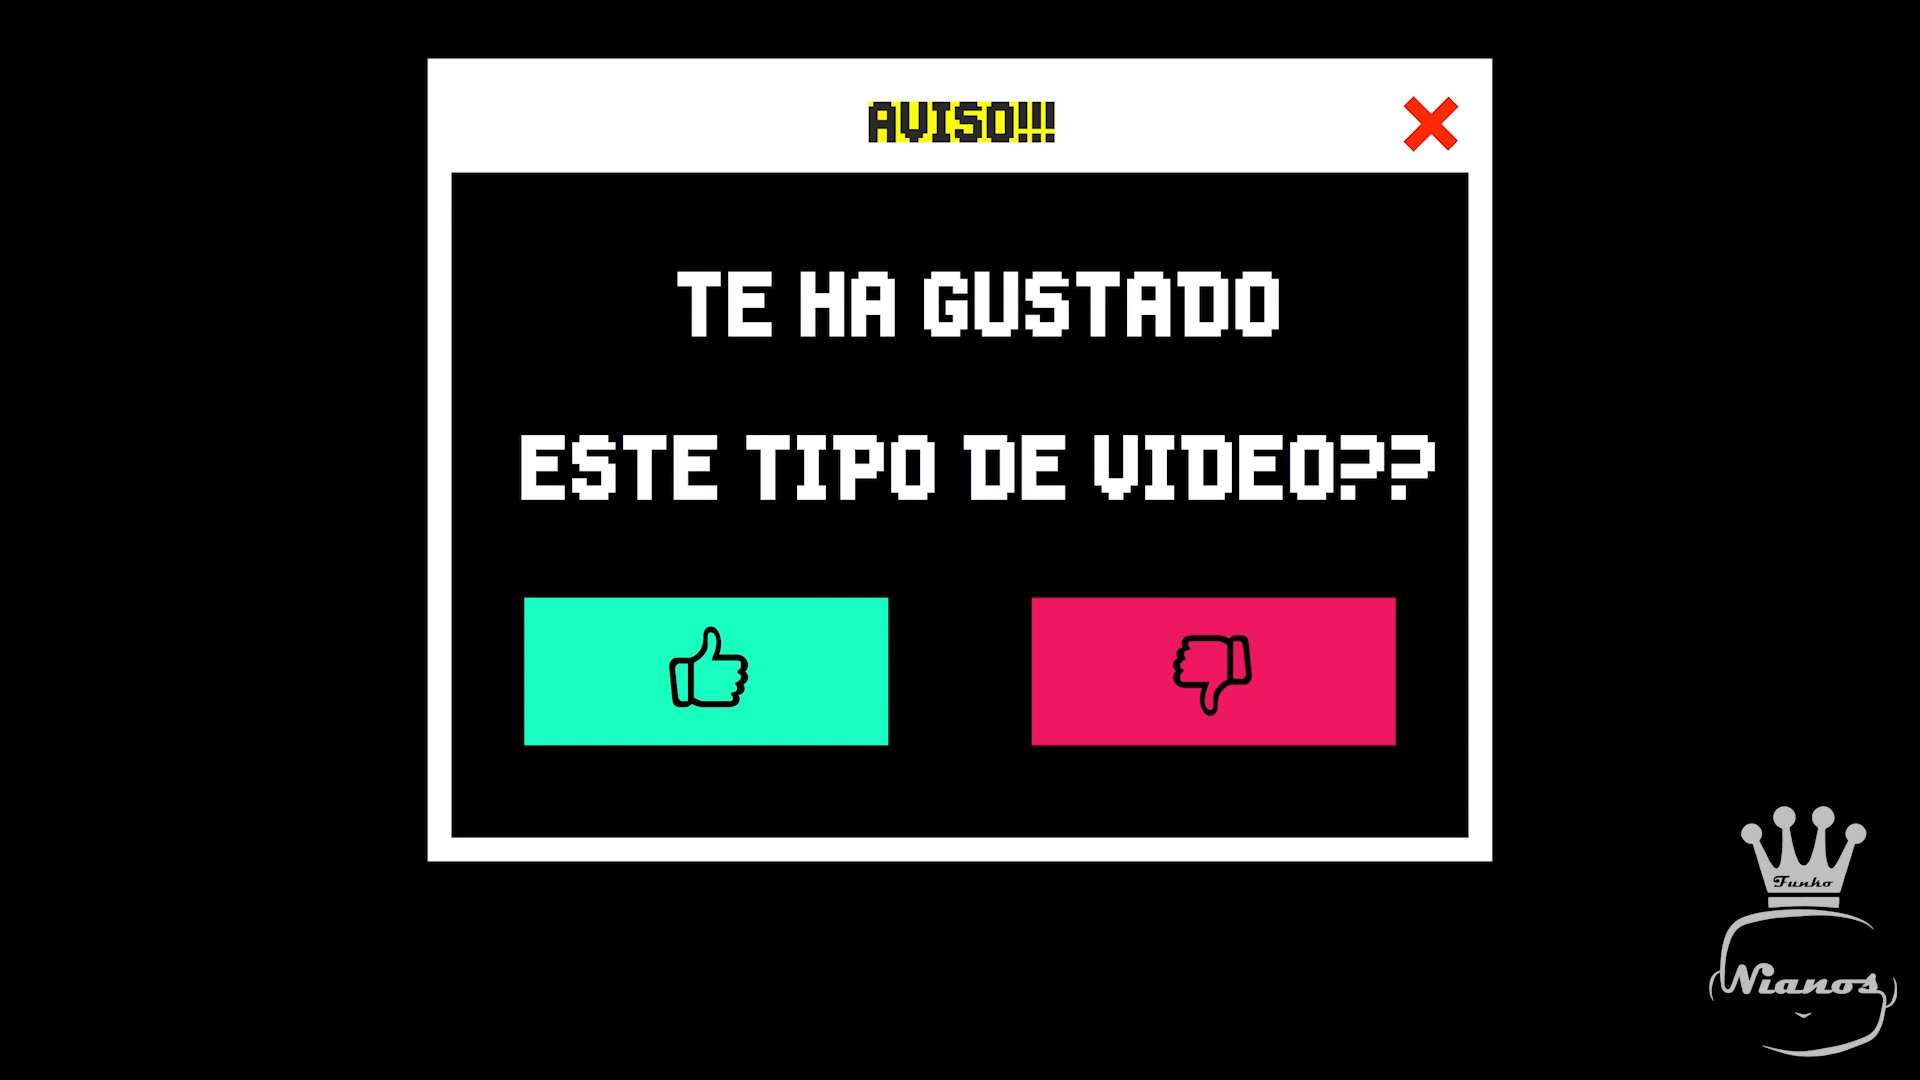 AVISO!!!
TE HA GUSTADO
ESTE TIPO DE VIDEO??
Funko
Nianos